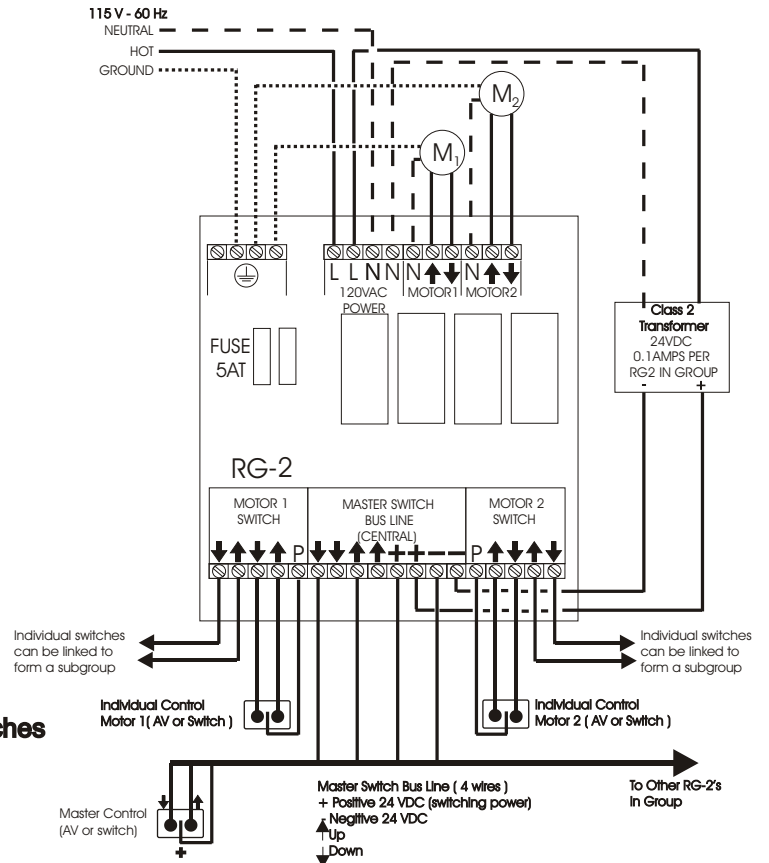 115 V - 60 Hz
NEUTRAL
HOT
GROUND
M2
M1
L L N N N N
120VAC
POWER
MOTOR1 MOTOR2
FUSE
5AT
Class 2
Transformer
24VDC
0.1AMPS PER
RG2 IN GROUP
- +
RG-2
MOTOR 1
SWITCH
MASTER SWITCH
BUS LINE
(CENTRAL)
MOTOR 2
SWITCH
P + + - - - P
Individual switches
can be linked to
form a subgroup
Individual switches
can be linked to
form a subgroup
Individual Control
Motor 1( AV or Switch )
Individual Control
Motor 2 ( AV or Switch )
ches
Master Switch Bus Line ( 4 wires )
+ Positive 24 VDC (switching power)
- Negitive 24 VDC
Up
Down
To Other RG-2's
in Group
Master Control
(AV or switch)
+